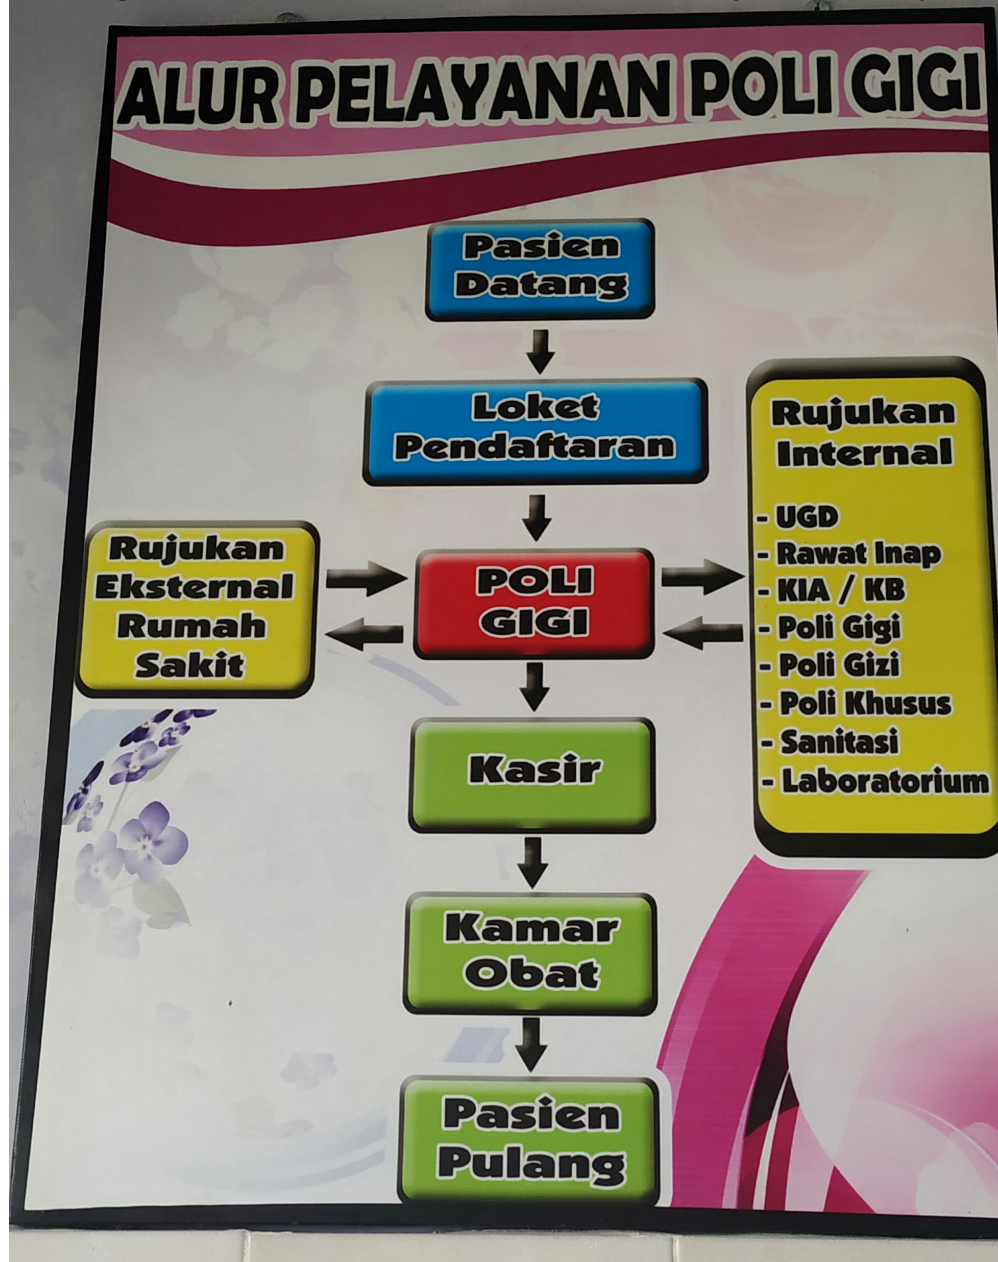 ALUR PELAYANAN POLI GIGI
Pasien
Datang
Loket
Pendaftaran
Rujukan
Eksternal
Rumah
Sakit
POLI
GIGI
Rujukan
Internal
- UGD
- Rawat Inap
- KIA / KB
- Poli Gigi
- Poli Gizi
- Poli Khusus
- Sanitasi
- Laboratorium
Kasir
Kamar
Obat
Pasien
Pulang